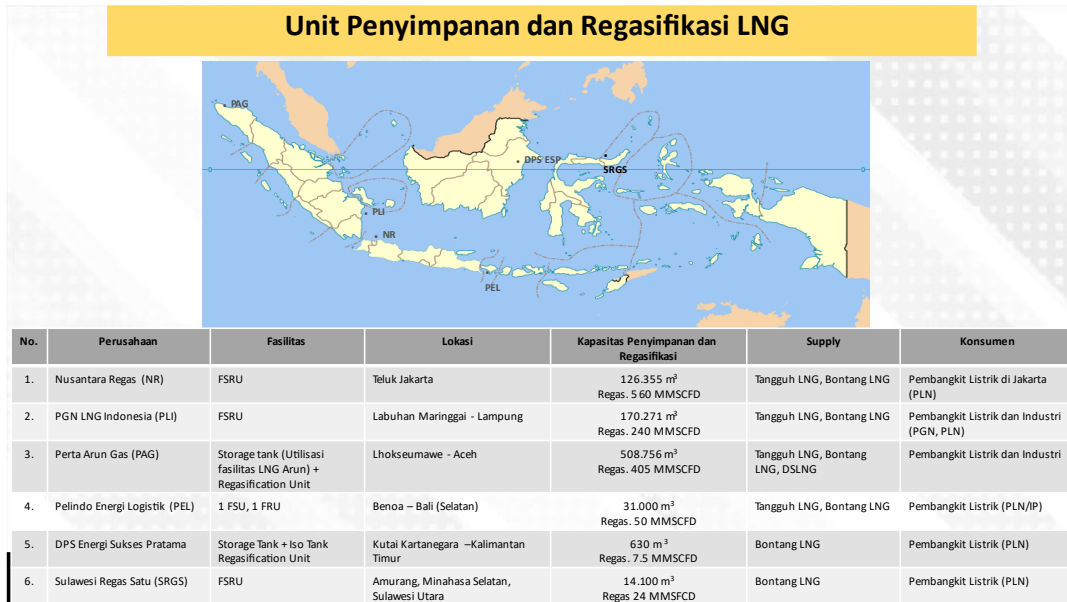 Unit Penyimpanan dan Regasifikasi LNG
PAG
DPS ESP
SRGS
PLI
NR
PEL
No. Perusahaan Fasilitas Lokasi Kapasitas Penyimpanan dan Supply Konsumen
Regasifikasi
1. Nusantara Regas (NR) FSRU Teluk Jakarta 126.355 m³ Tangguh LNG, Bontang LNG Pembangkit Listrik di Jakarta
Regas. 560 MMSCFD (PLN)
2. PGN LNG Indonesia (PLI) FSRU Labuhan Maringgai - Lampung 170.271 m³ Tangguh LNG, Bontang LNG Pembangkit Listrik dan Industri
Regas. 240 MMSCFD (PGN, PLN)
3. Perta Arun Gas (PAG) Storage tank (Utilisasi Lhokseumawe - Aceh 508.756 m³ Tangguh LNG, Bontang Pembangkit Listrik dan Industri
fasilitas LNG Arun) + Regas. 405 MMSCFD LNG, DSLNG
Regasification Unit
4. Pelindo Energi Logistik (PEL) 1 FSU, 1 FRU Benoa – Bali (Selatan) 31.000 m³ Tangguh LNG, Bontang LNG Pembangkit Listrik (PLN/IP)
Regas. 50 MMSCFD
5. DPS Energi Sukses Pratama Storage Tank + Iso Tank Kutai Kartanegara –Kalimantan 630 m³ Bontang LNG Pembangkit Listrik (PLN)
Regasification Unit Timur Regas. 7.5 MMSCFD
6. Sulawesi Regas Satu (SRGS) FSRU Amurang, Minahasa Selatan, 14.100 m³ Bontang LNG Pembangkit Listrik (PLN)
Sulawesi Utara Regas 24 MMSFCD